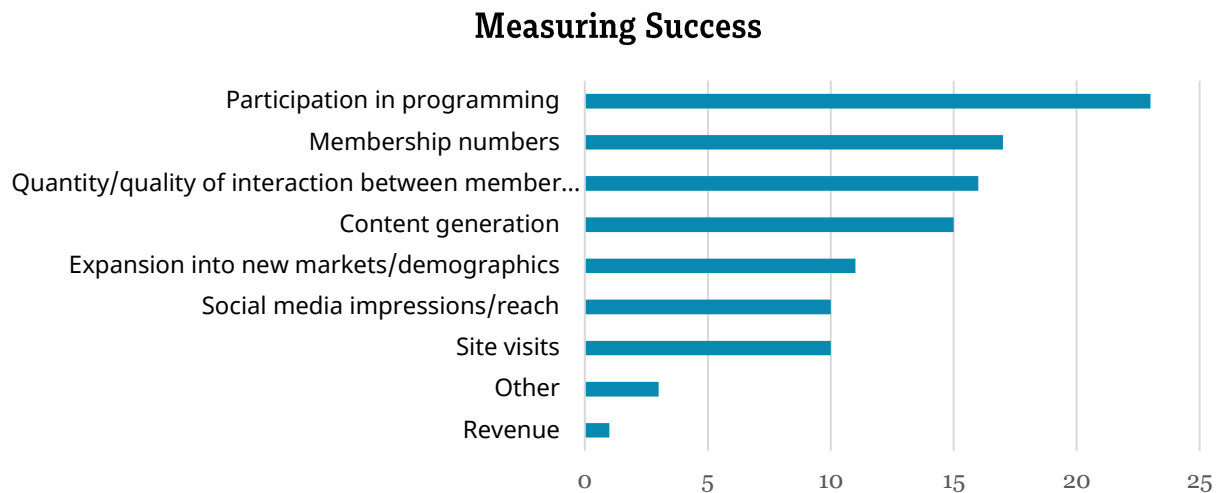 Measuring Success
Participation in programming
Membership numbers
Quantity/quality of interaction between member...
Content generation
Expansion into new markets/demographics
Social media impressions/reach
Site visits
Other
Revenue
0 5 10 15 20 25